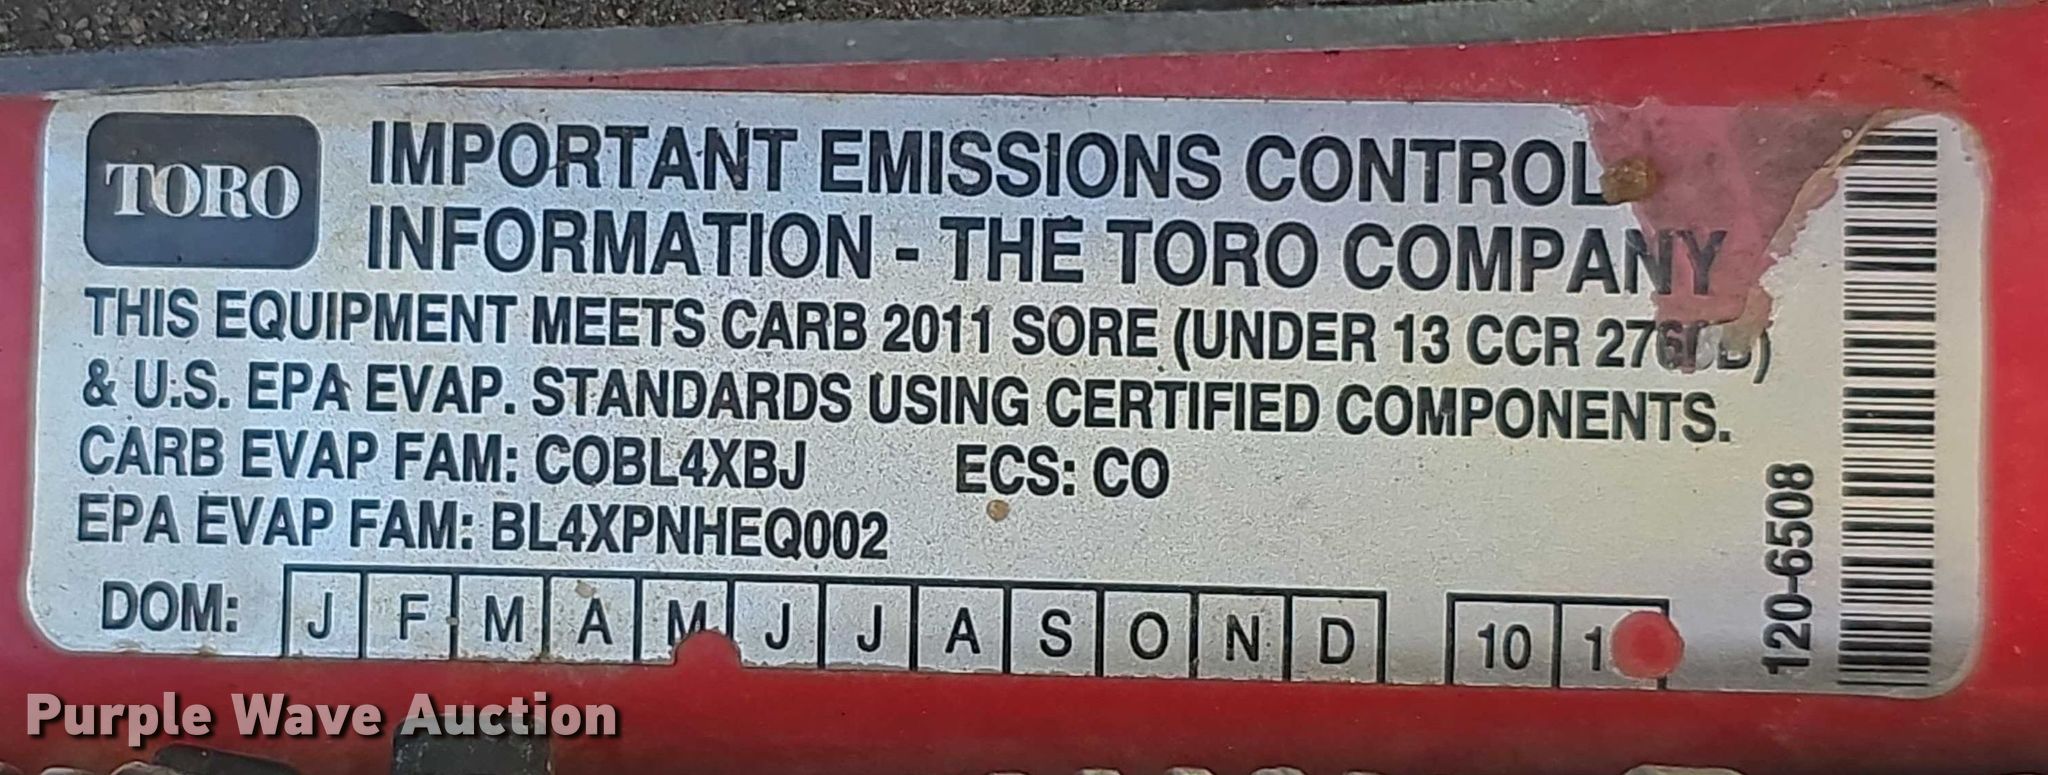 TORO
IMPORTANT EMISSIONS CONTROL
INFORMATION - THE TORO COMPANY
THIS EQUIPMENT MEETS CARB 2011 SORE (UNDER 13 CCR
& U.S. EPA EVAP. STANDARDS USING CERTIFIED COMPONENTS.
CARB EVAP FAM: COBL4XBJ ECS: CO
EPA EVAP FAM: BL4XPNHEQ002
DOM: J F M A M J J A S O N D 10
120-6508
Purple Wave Auction